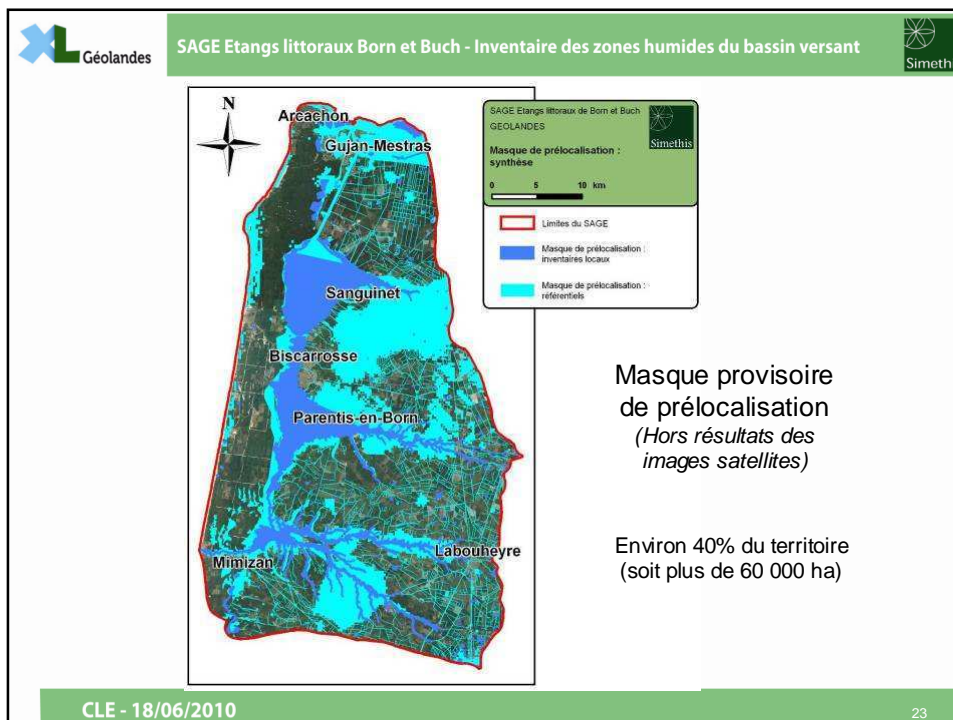 XL Géolandes
SAGE Etangs littoraux Born et Buch - Inventaire des zones humides du bassin versant
Simethis
N
Arcachon
Gujan-Mestras
Sanguinet
Biscarrosse
Parentis-en-Born
Labouheyre
Mimizan
SAGE Etangs littoraux de Born et Buch
GEOLANDES
Simethis
Masque de prélocalisation :
synthèse
0 5 10 km
Limites du SAGE
Masque de prélocalisation :
inventaires locaux
Masque de prélocalisation :
référentiels
Masque provisoire
de prélocalisation
(Hors résultats des
images satellites)
Environ 40% du territoire
(soit plus de 60 000 ha)
CLE - 18/06/2010
23